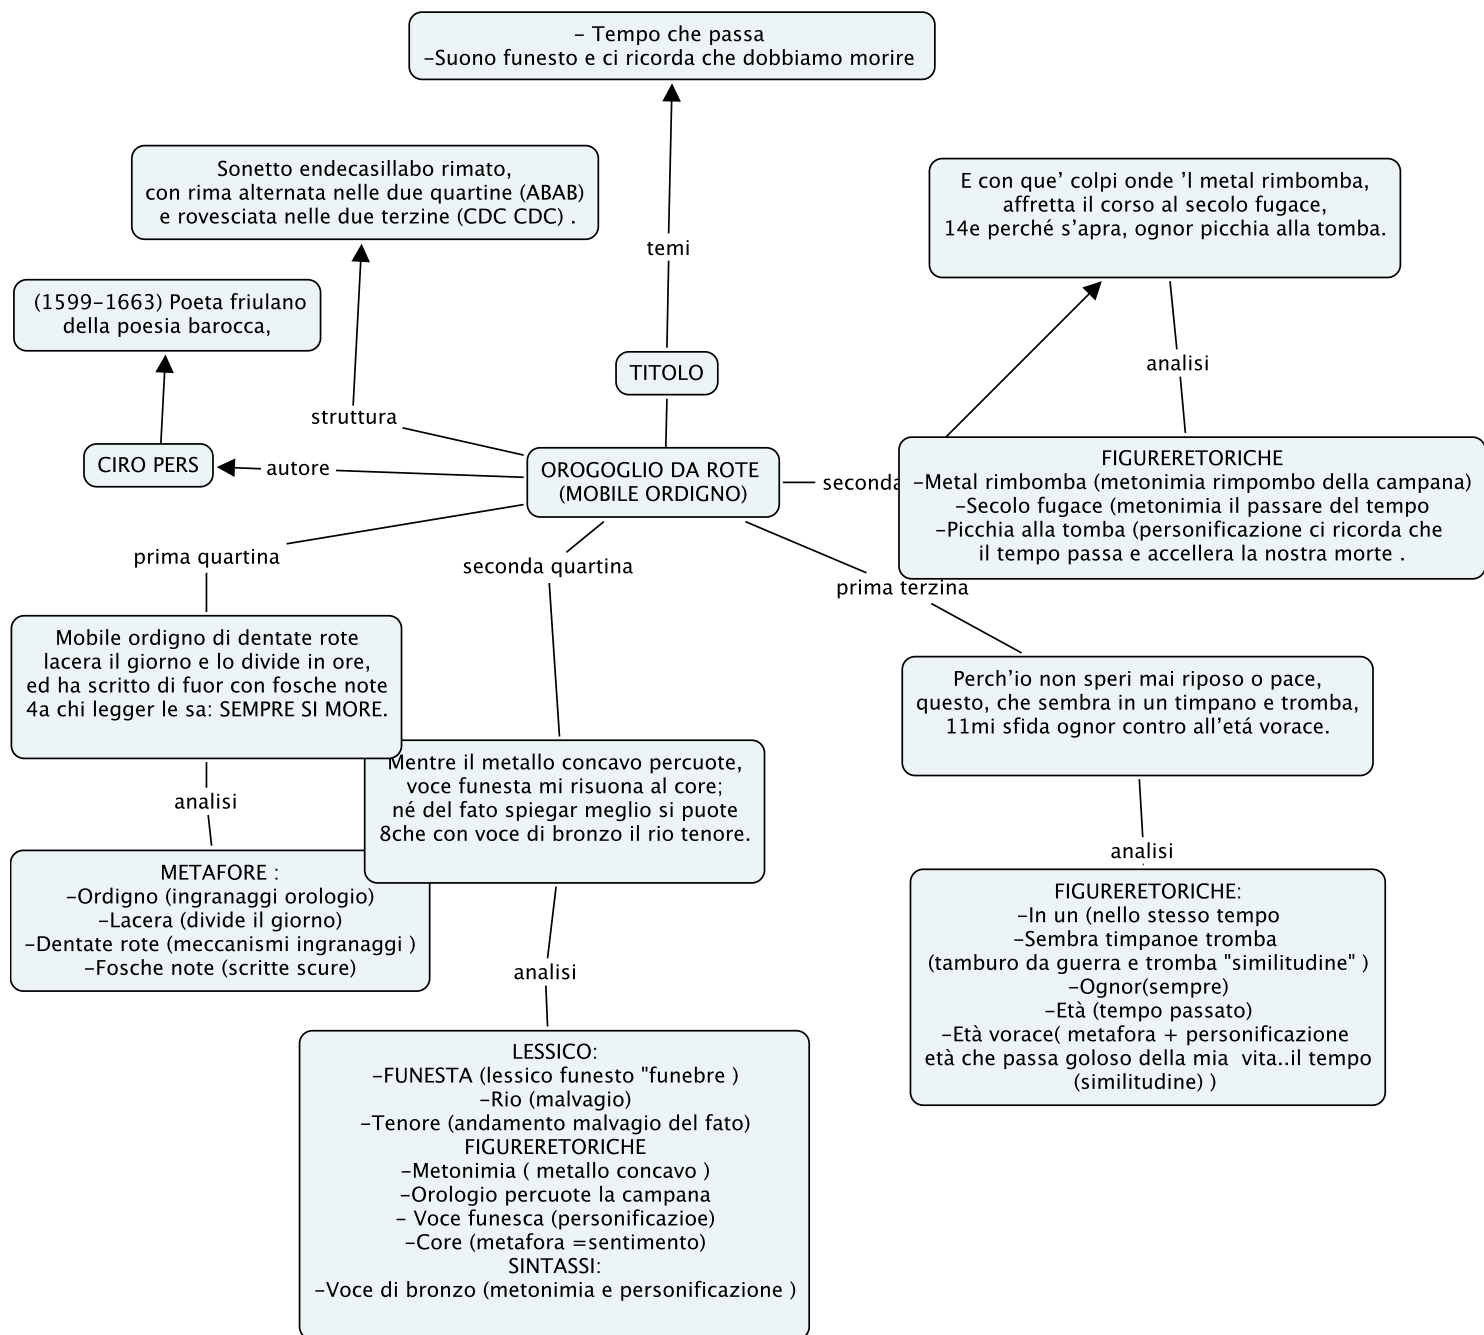 - Tempo che passa
-Suono funesto e ci ricorda che dobbiamo morire
Sonetto endecasillabo rimato,
con rima alternata nelle due quartine (ABAB)
e rovesciata nelle due terzine (CDC CDC) .
E con que' colpi onde 'l metal rimbomba,
affretta il corso al secolo fugace,
14e perché s'apra, ognor picchia alla tomba.
temi
(1599-1663) Poeta friulano
della poesia barocca,
TITOLO
analisi
struttura
CIRO PERS
autore
OROGOGLIO DA ROTE
(MOBILE ORDIGNO)
seconda
FIGURERETORICHE
-Metal rimbomba (metonimia rimpombo della campana)
-Secolo fugace (metonimia il passare del tempo
-Picchia alla tomba (personificazione ci ricorda che
il tempo passa e accellera la nostra morte .
prima quartina
seconda quartina
prima terzina
Mobile ordigno di dentate rote
lacera il giorno e lo divide in ore,
ed ha scritto di fuor con fosche note
4a chi legger le sa: SEMPRE SI MORE.
Perch'io non speri mai riposo o pace,
questo, che sembra in un timpano e tromba,
11mi sfida ognor contro all'etá vorace.
Mentre il metallo concavo percuote,
voce funesta mi risuona al core;
né del fato spiegar meglio si puote
8che con voce di bronzo il rio tenore.
analisi
analisi
METAFORE :
-Ordigno (ingranaggi orologio)
-Lacera (divide il giorno)
-Dentate rote (meccanismi ingranaggi )
-Fosche note (scritte scure)
FIGURERETORICHE:
-In un (nello stesso tempo
-Sembra timpanoe tromba
(tamburo da guerra e tromba "similitudine" )
-Ognor(sempre)
-Età (tempo passato)
-Età vorace( metafora + personificazione
età che passa goloso della mia vita..il tempo
(similitudine) )
analisi
LESSICO:
-FUNESTA (lessico funesto "funebre )
-Rio (malvagio)
-Tenore (andamento malvagio del fato)
FIGURERETORICHE
-Metonimia ( metallo concavo )
-Orologio percuote la campana
- Voce funesca (personificazioe)
-Core (metafora =sentimento)
SINTASSI:
-Voce di bronzo (metonimia e personificazione )